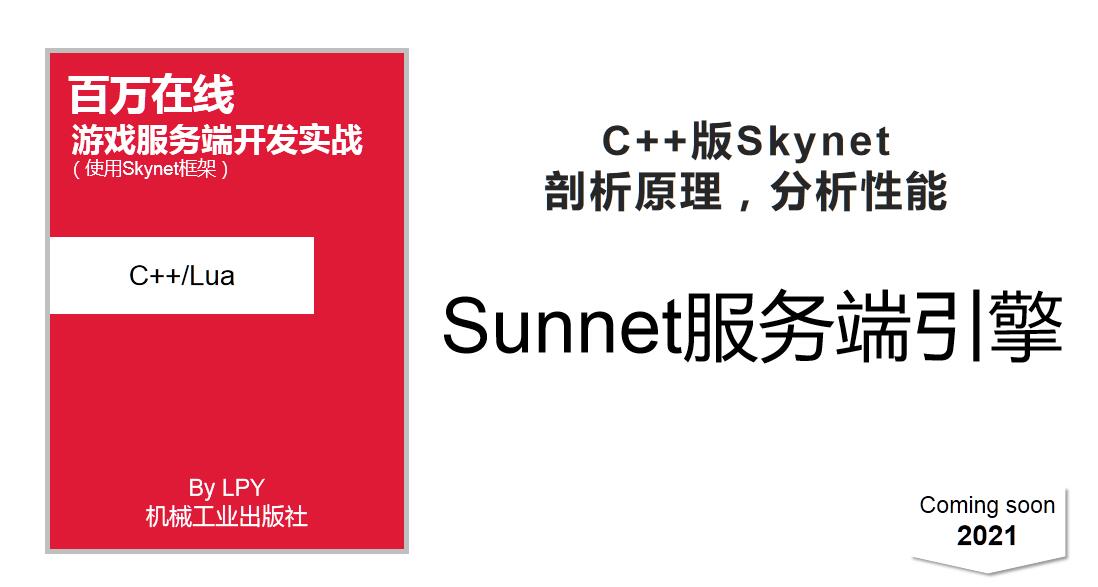 百万在线
游戏服务端开发实战
（使用Skynet框架）
C++/Lua
By LPY
机械工业出版社
C++版Skynet
剖析原理，分析性能
Sunnet服务端引擎
Coming soon
2021